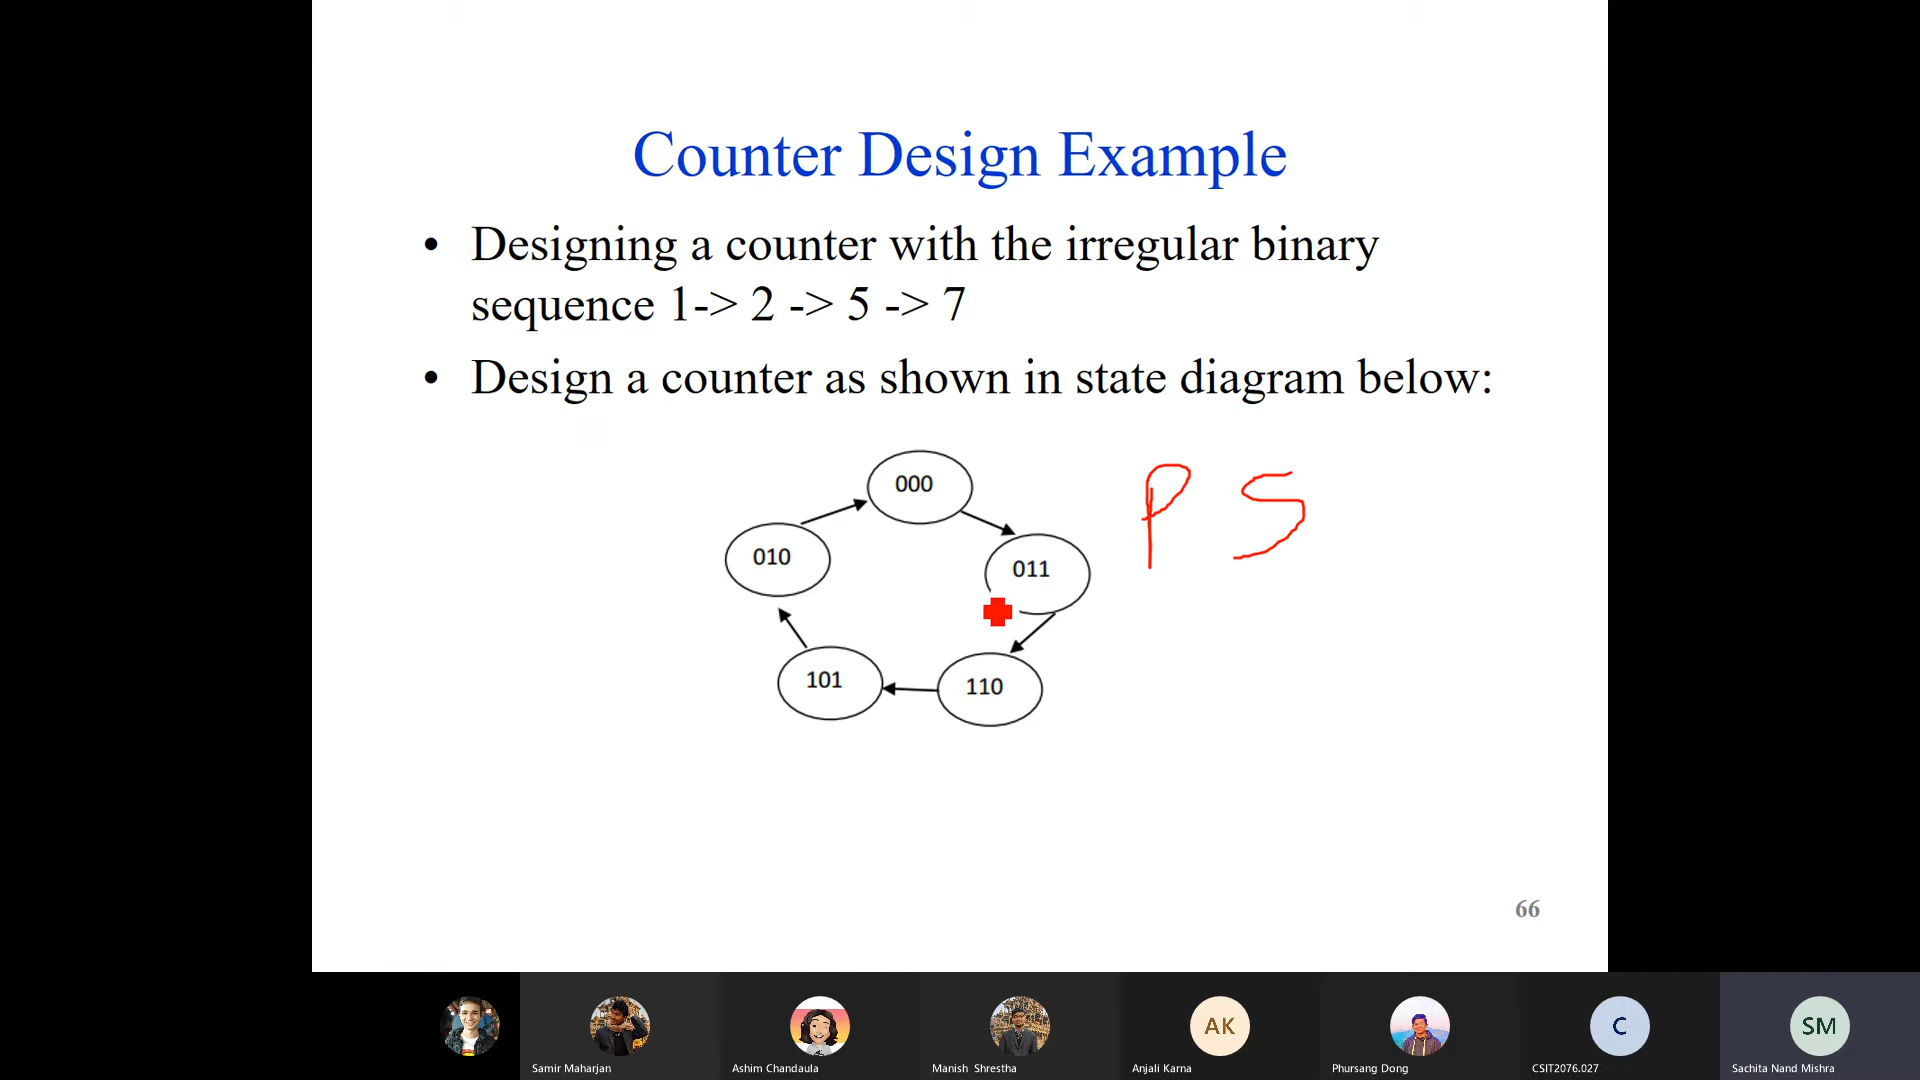 Counter Design Example
• Designing a counter with the irregular binary
sequence 1-> 2 -> 5 -> 7
• Design a counter as shown in state diagram below:
000
P S
010
011
101
110
66
AK
C
SM
Samir Maharjan
Ashim Chandaula
Manish Shrestha
Anjali Karna
Phursang Dong
CSIT2076.027
Sachita Nand Mishra